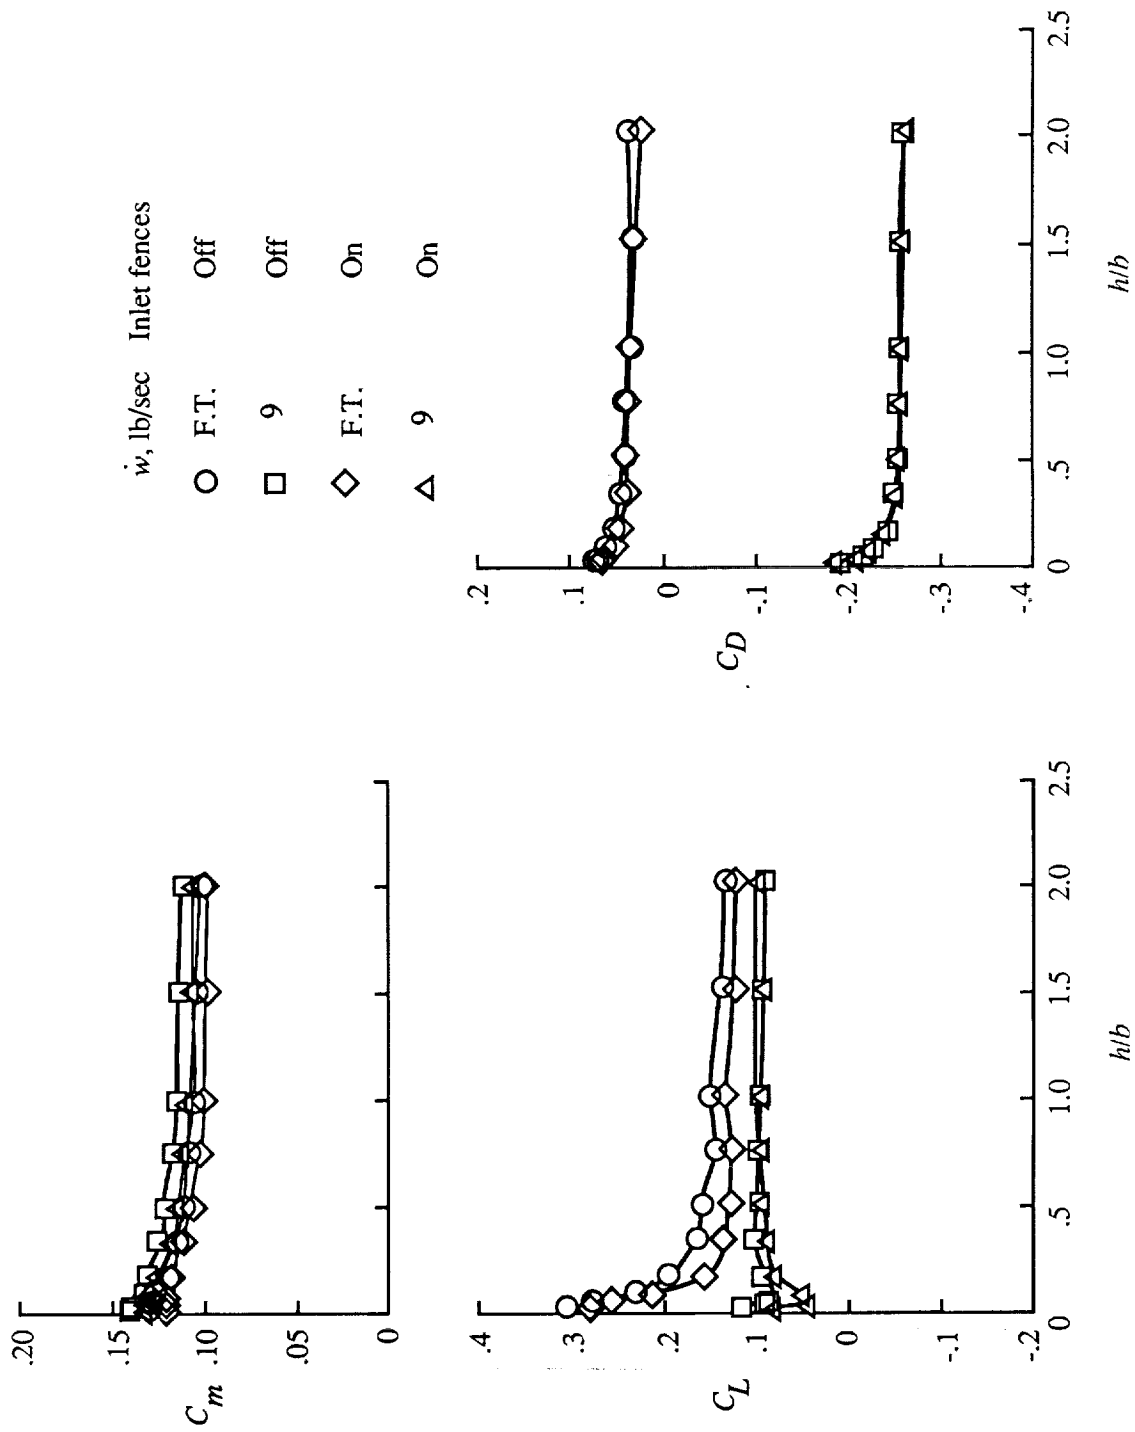 ẇ, lb/sec Inlet fences
F.T. Off
9 Off
F.T. On
9 On
.20
.15
.10
.05
0
C_m
.4
.3
.2
.1
0
-.1
-.2
C_L
0 .5 1.0 1.5 2.0 2.5
h/b
.2
.1
0
-.1
-.2
-.3
-.4
C_D
0 .5 1.0 1.5 2.0 2.5
h/b